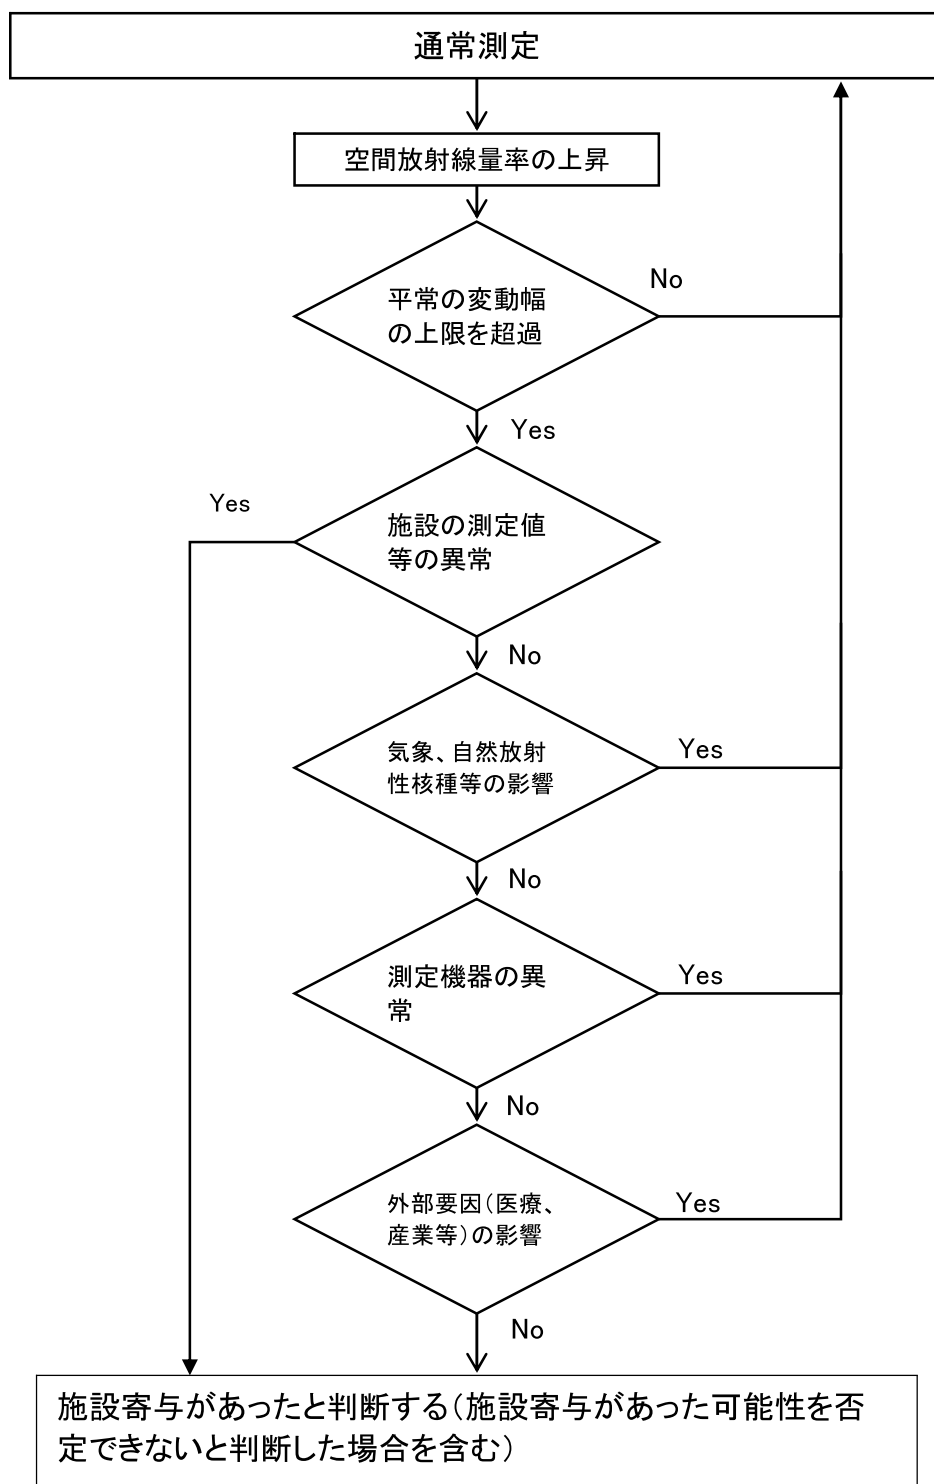 通常測定
空間放射線量率の上昇
No
平常の変動幅
の上限を超過
Yes
Yes
施設の測定値
等の異常
No
気象、自然放射
性核種等の影響
Yes
No
測定機器の異
常
Yes
No
外部要因(医療、
産業等)の影響
Yes
No
施設寄与があったと判断する(施設寄与があった可能性を否
定できないと判断した場合を含む)